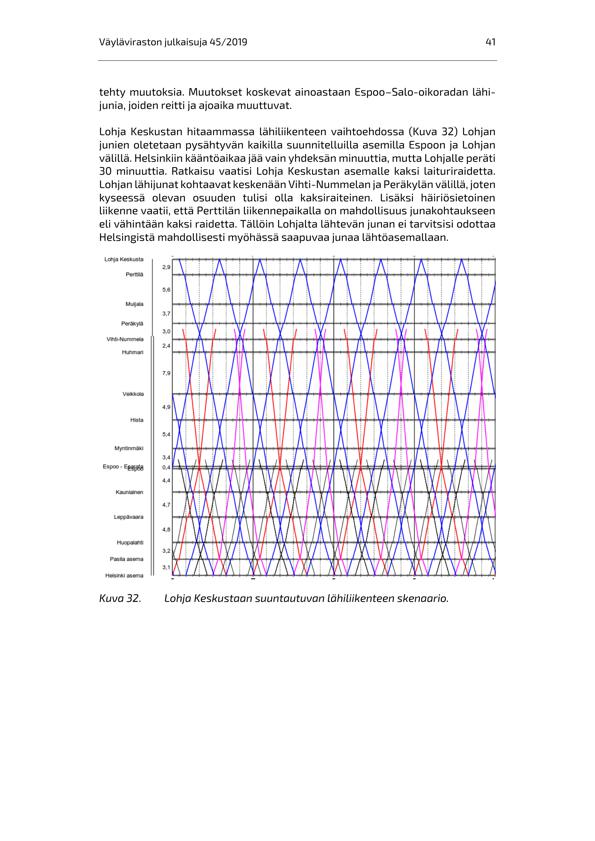 Väyläviraston julkaisuja 45/2019 41
tehty muutoksia. Muutokset koskevat ainoastaan Espoo–Salo-oikoradan lähi-
junia, joiden reitti ja ajoaika muuttuvat.
Lohja Keskustan hitaammassa lähiliikenteen vaihtoehdossa (Kuva 32) Lohjan
junien oletetaan pysähtyvän kaikilla suunnitelluilla asemilla Espoon ja Lohjan
välillä. Helsinkiin kääntöaikaa jää vain yhdeksän minuuttia, mutta Lohjalle peräti
30 minuuttia. Ratkaisu vaatisi Lohja Keskustan asemalle kaksi laituriraidetta.
Lohjan lähijunat kohtaavat keskenään Vihti-Nummelan ja Peräkylän välillä, joten
kyseessä olevan osuuden tulisi olla kaksiraiteinen. Lisäksi häiriösietoinen
liikenne vaatii, että Perttilän liikennepaikalla on mahdollisuus junakohtaukseen
eli vähintään kaksi raidetta. Tällöin Lohjalta lähtevän junan ei tarvitsisi odottaa
Helsingistä mahdollisesti myöhässä saapuvaa junaa lähtöasemallaan.
Lohja Keskusta
2,9
Perttilä
5,6
Muijala
3,7
Peräkylä
3,0
Vihti-Nummela
2,4
Huhmari
7,9
Veikkola
4,9
Hista
5,4
Myntinmäki
3,4
Espoo -
Espoo
0,4
4,4
Kauniainen
4,7
Leppävaara
4,8
Huopalahti
3,2
Pasila asema
3,1
Helsinki asema
Kuva 32. Lohja Keskustaan suuntautuvan lähiliikenteen skenaario.